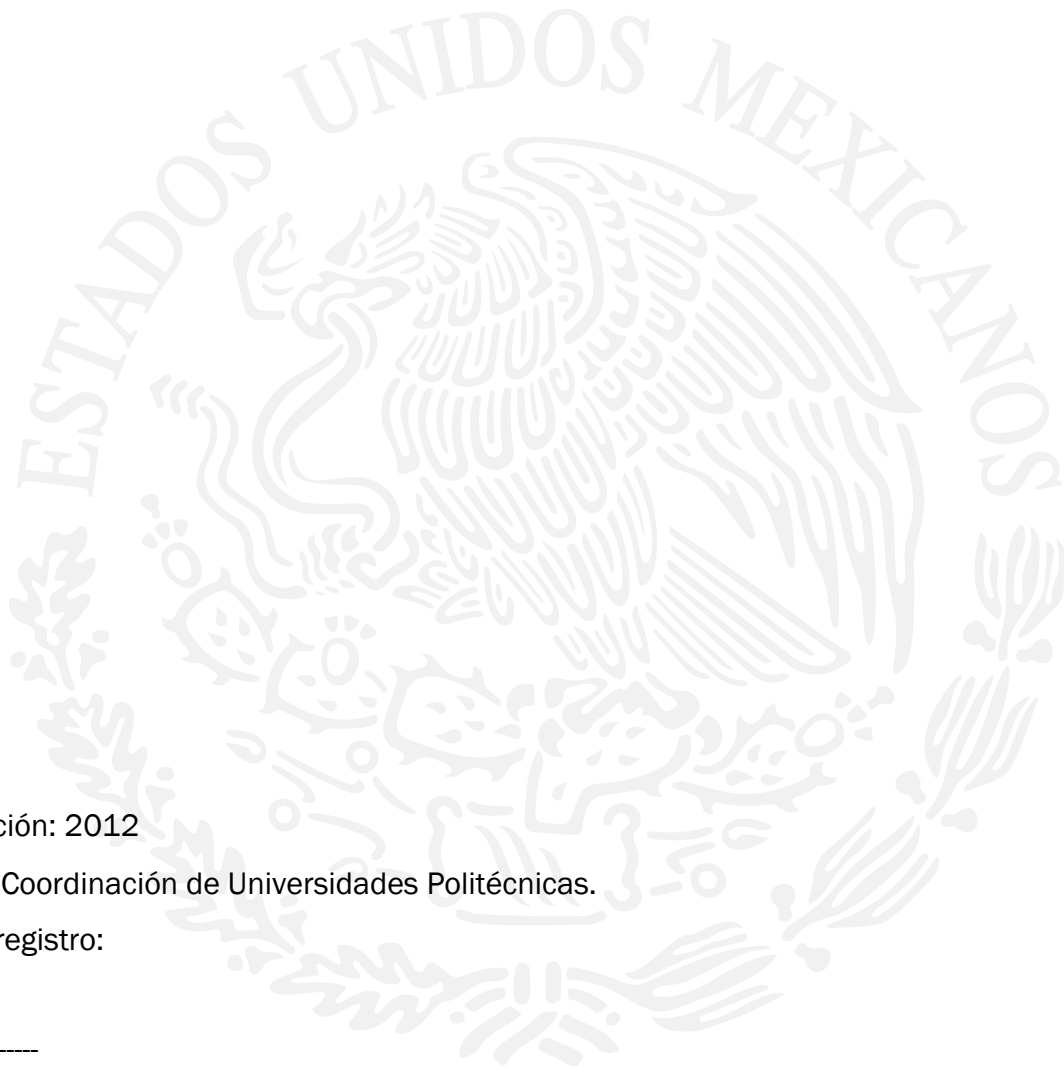 ESTADOS UNIDOS MEXICANOS
ción: 2012
Coordinación de Universidades Politécnicas.
registro:
-----